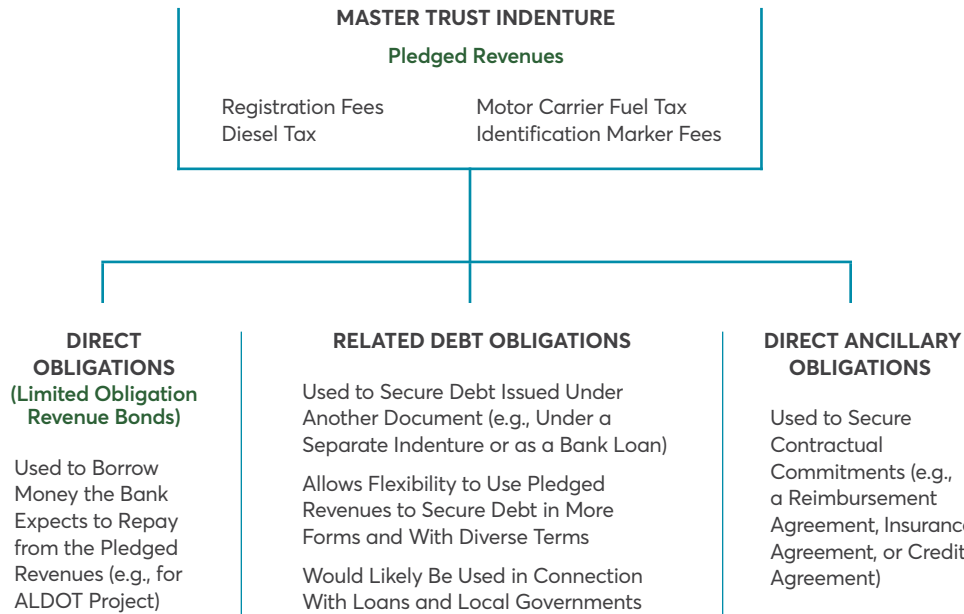 MASTER TRUST INDENTURE
Pledged Revenues
Registration Fees
Diesel Tax
Motor Carrier Fuel Tax
Identification Marker Fees
DIRECT
OBLIGATIONS
(Limited Obligation
Revenue Bonds)
Used to Borrow
Money the Bank
Expects to Repay
from the Pledged
Revenues (e.g., for
ALDOT Project)
RELATED DEBT OBLIGATIONS
Used to Secure Debt Issued Under
Another Document (e.g., Under a
Separate Indenture or as a Bank Loan)
Allows Flexibility to Use Pledged
Revenues to Secure Debt in More
Forms and With Diverse Terms
Would Likely Be Used in Connection
With Loans and Local Governments
DIRECT ANCILLARY
OBLIGATIONS
Used to Secure
Contractual
Commitments (e.g.,
a Reimbursement
Agreement, Insurance
Agreement, or Credit
Agreement)